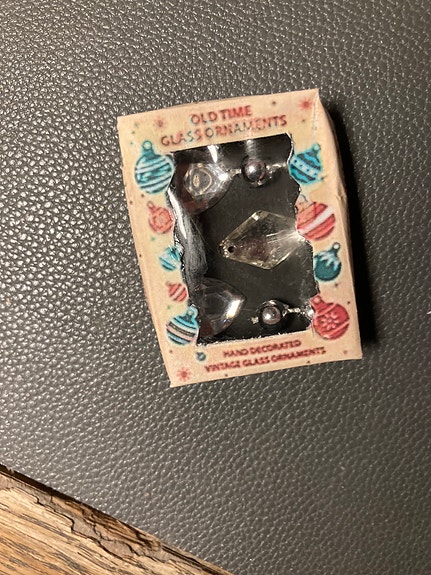 OLD TIME
GLASS ORNAMENTS
HAND DECORATED
VINTAGE GLASS ORNAMENTS